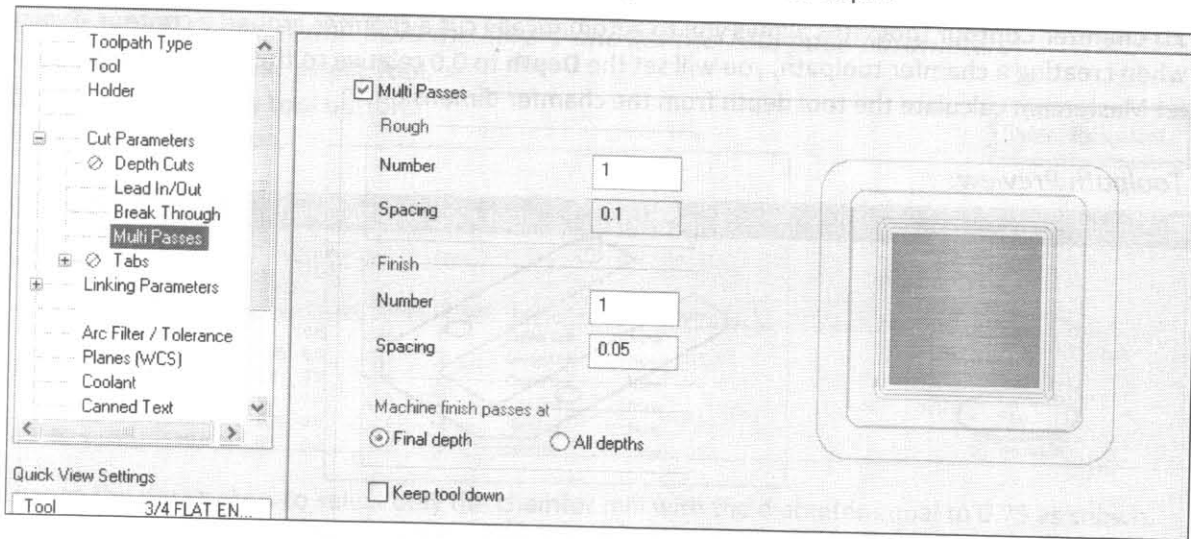 Toolpath Type
Tool
Holder
Cut Parameters
Depth Cuts
Lead In/Out
Break Through
Multi Passes
Tabs
Linking Parameters
Arc Filter / Tolerance
Planes (WCS)
Coolant
Canned Text
Quick View Settings
Tool 3/4 FLAT EN...
Multi Passes
Rough
Number 1
Spacing 0.1
Finish
Number 1
Spacing 0.05
Machine finish passes at
Final depth All depths
Keep tool down